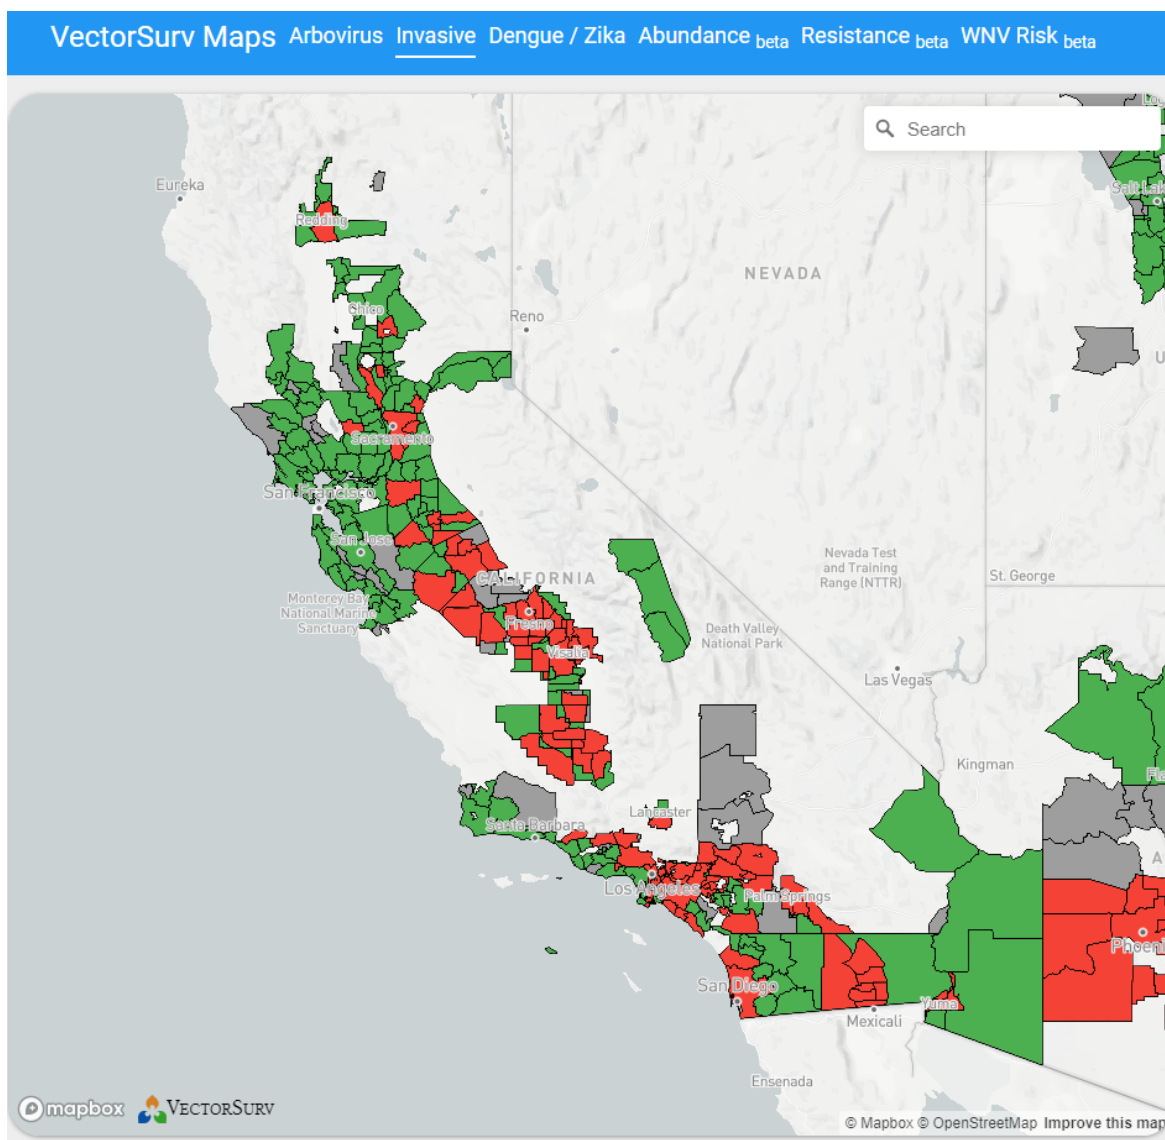 VectorSurv Maps Arbovirus Invasive Dengue / Zika Abundance beta Resistance beta WNV Risk beta
Search
Eureka
Redding
NEVADA
Chico
Reno
Sacramento
San Francisco
San Jose
Nevada Test
and Training
Range (NTTR)
St. George
CALIFORNIA
Monterey Bay
National Marine
Sanctuary
Fresno
Death Valley
National Park
Visalia
Las Vegas
Kingman
Lancaster
Santa Barbara
Los Angeles
Palm Springs
Phoeni
San Diego
Yuma
Mexicali
Ensenada
mapbox
VECTORSURV
© Mapbox © OpenStreetMap Improve this map